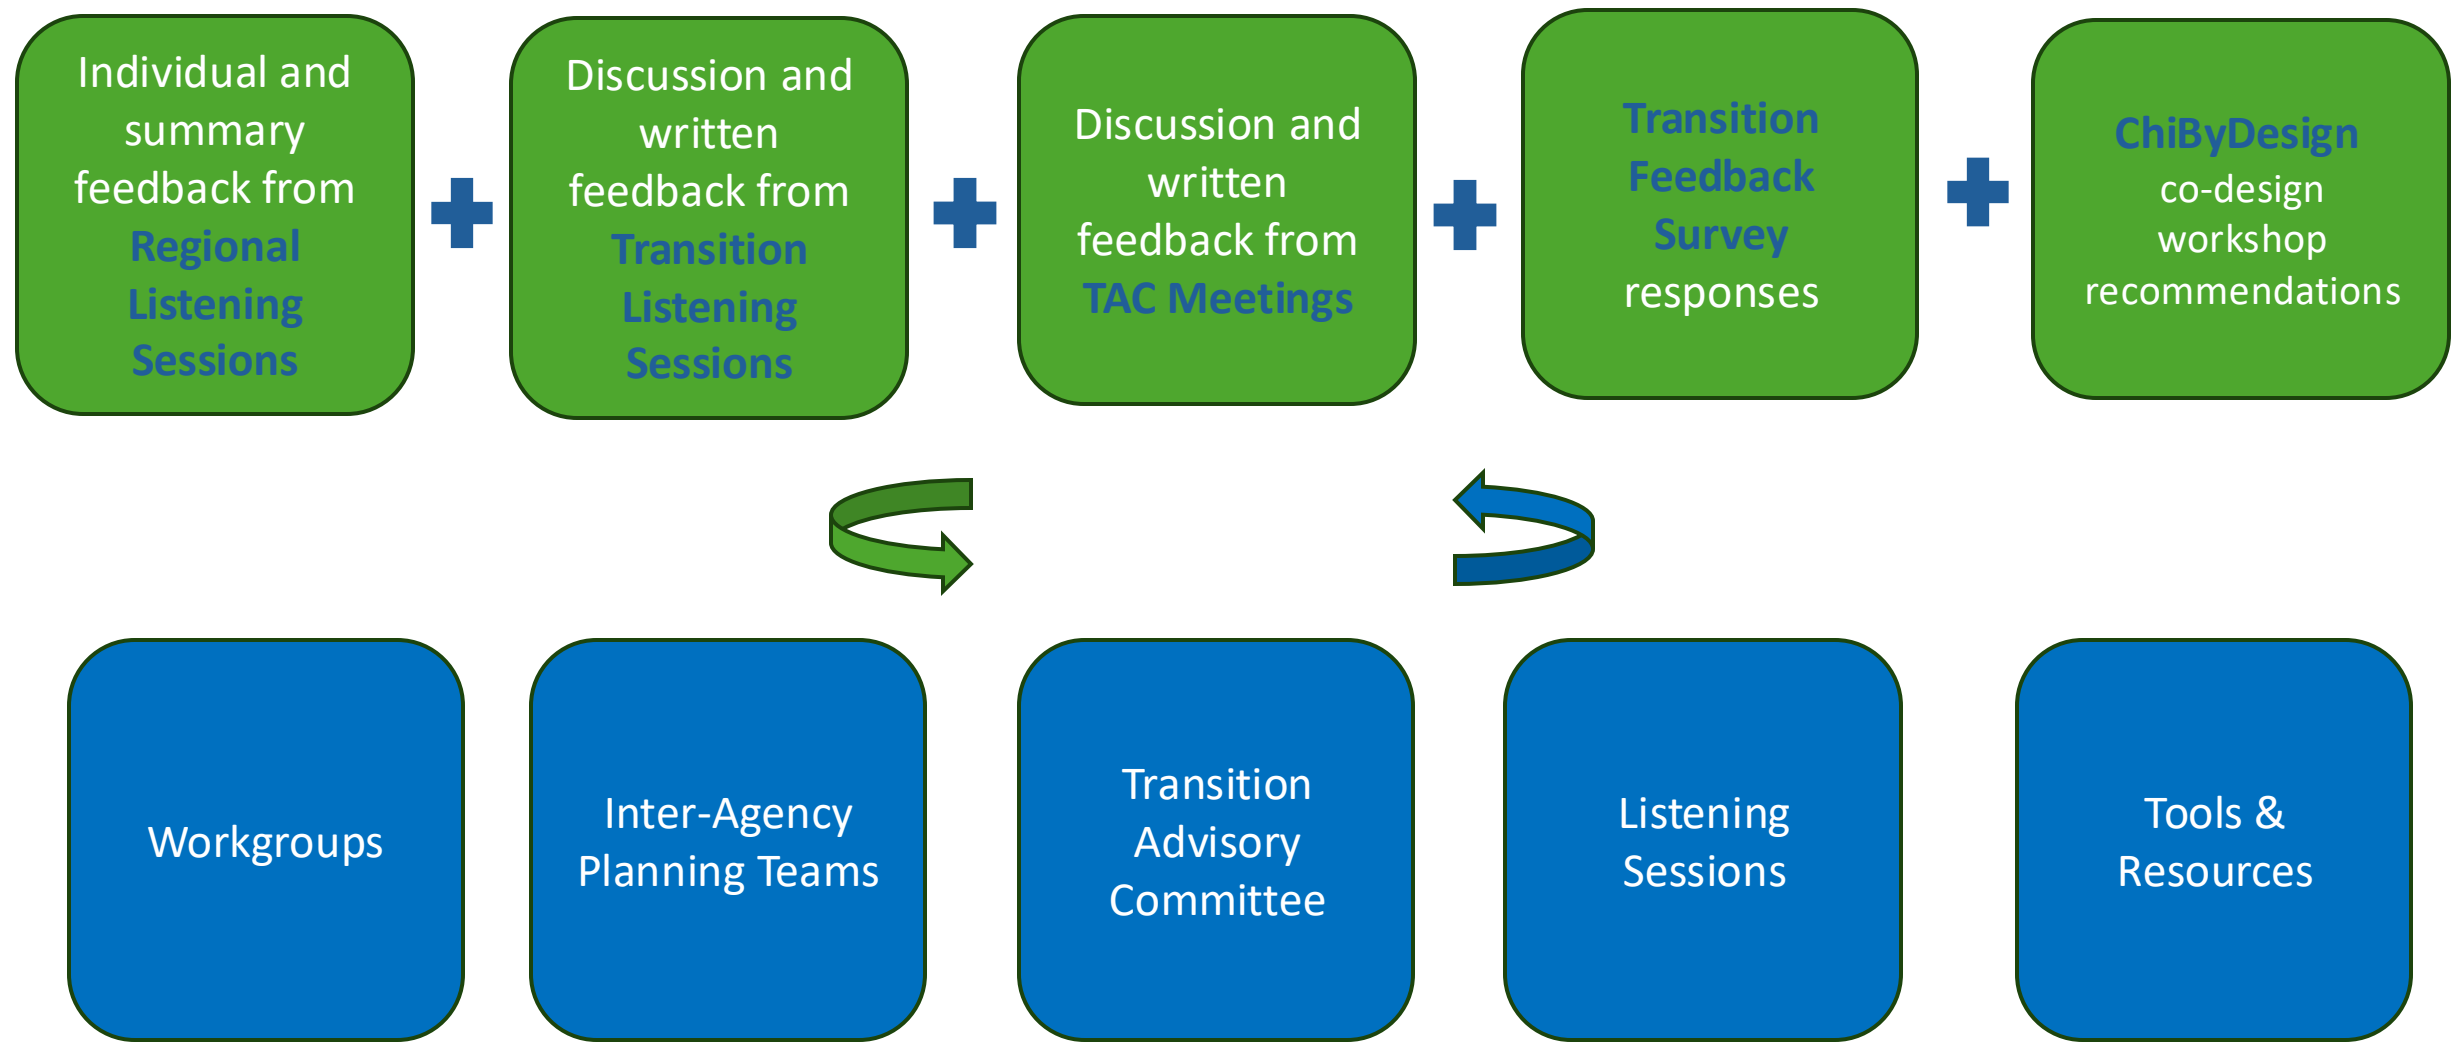 Individual and
summary
feedback from
Regional
Listening
Sessions
Discussion and
written
feedback from
Transition
Listening
Sessions
Discussion and
written
feedback from
TAC Meetings
Transition
Feedback
Survey
responses
ChiByDesign
co-design
workshop
recommendations
Workgroups
Inter-Agency
Planning Teams
Transition
Advisory
Committee
Listening
Sessions
Tools &
Resources